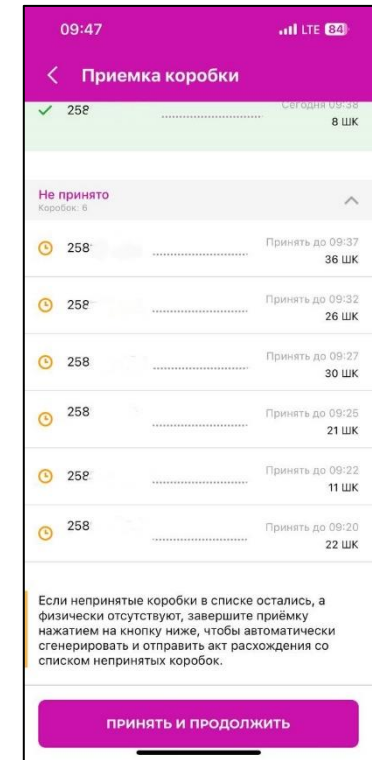 09:47
LTE 84
Приемка коробки
258
Сегодня 09:38
8 ШК
Не принято
Коробок: 6
258
Принять до 09:37
36 ШК
258
Принять до 09:32
26 ШК
258
Принять до 09:27
30 ШК
258
Принять до 09:25
21 ШК
258
Принять до 09:22
11 ШК
258
Принять до 09:20
22 ШК
Если непринятые коробки в списке остались, а
физически отсутствуют, завершите приёмку
нажатием на кнопку ниже, чтобы автоматически
сгенерировать и отправить акт расхождения со
списком непринятых коробок.
ПРИНЯТЬ И ПРОДОЛЖИТЬ